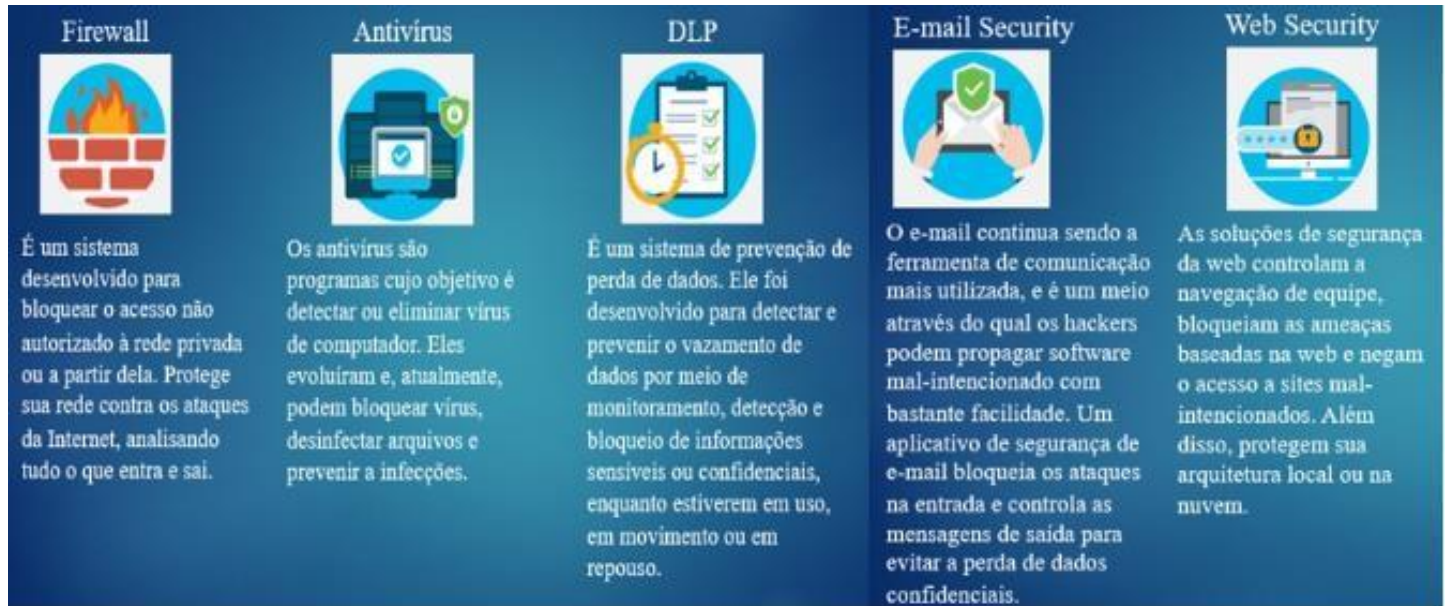 Firewall
É um sistema
desenvolvido para
bloquear o acesso não
autorizado à rede privada
ou a partir dela. Protege
sua rede contra os ataques
da Internet, analisando
tudo o que entra e sai.
Antivírus
Os antivírus são
programas cujo objetivo é
detectar ou eliminar vírus
de computador. Eles
evoluíram e, atualmente,
podem bloquear vírus,
desinfectar arquivos e
prevenir a infecções.
DLP
É um sistema de prevenção de
perda de dados. Ele foi
desenvolvido para detectar e
prevenir o vazamento de
dados por meio de
monitoramento, detecção e
bloqueio de informações
sensíveis ou confidenciais,
enquanto estiverem em uso,
em movimento ou em
repouso.
E-mail Security
O e-mail continua sendo a
ferramenta de comunicação
mais utilizada, e é um meio
através do qual os hackers
podem propagar software
mal-intencionado com
bastante facilidade. Um
aplicativo de segurança de
e-mail bloqueia os ataques
na entrada e controla as
mensagens de saída para
evitar a perda de dados
confidenciais.
Web Security
As soluções de segurança
da web controlam a
navegação de equipe,
bloqueiam as ameaças
baseadas na web e negam
o acesso a sites mal-
intencionados. Além
disso, protegem sua
arquitetura local ou na
nuvem.